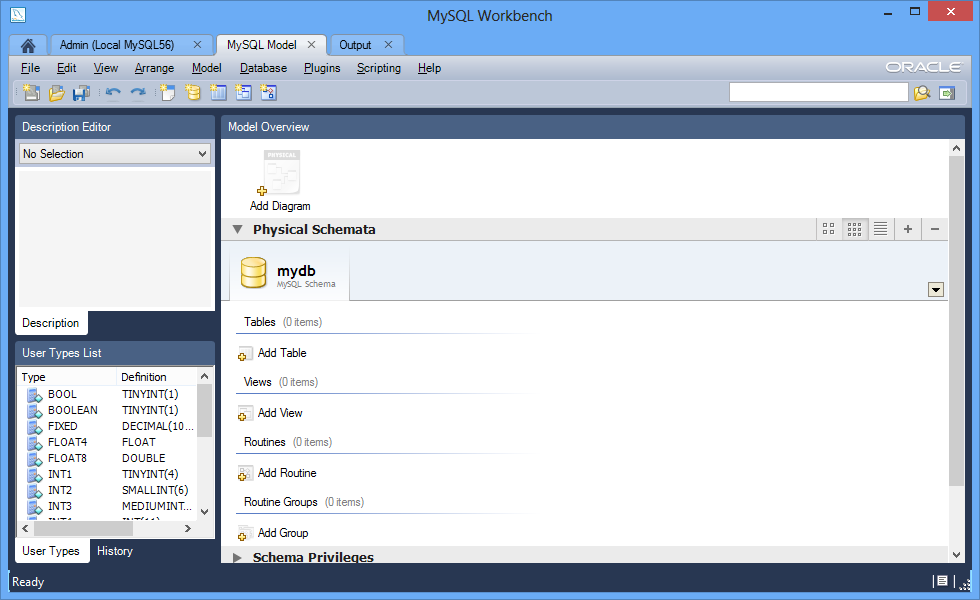 MySQL Workbench
Admin (Local MySQL56) MySQL Model Output
File Edit View Arrange Model Database Plugins Scripting Help
ORACLE
Description Editor
No Selection
Description
User Types List
Type Definition
BOOL TINYINT(1)
BOOLEAN TINYINT(1)
FIXED DECIMAL(10...
FLOAT4 FLOAT
FLOAT8 DOUBLE
INT1 TINYINT(4)
INT2 SMALLINT(6)
INT3 MEDIUMINT...
User Types History
Model Overview
PHYSICAL
Add Diagram
Physical Schemata
mydb
MySQL Schema
Tables (0 items)
Add Table
Views (0 items)
Add View
Routines (0 items)
Add Routine
Routine Groups (0 items)
Add Group
Schema Privileges
Ready